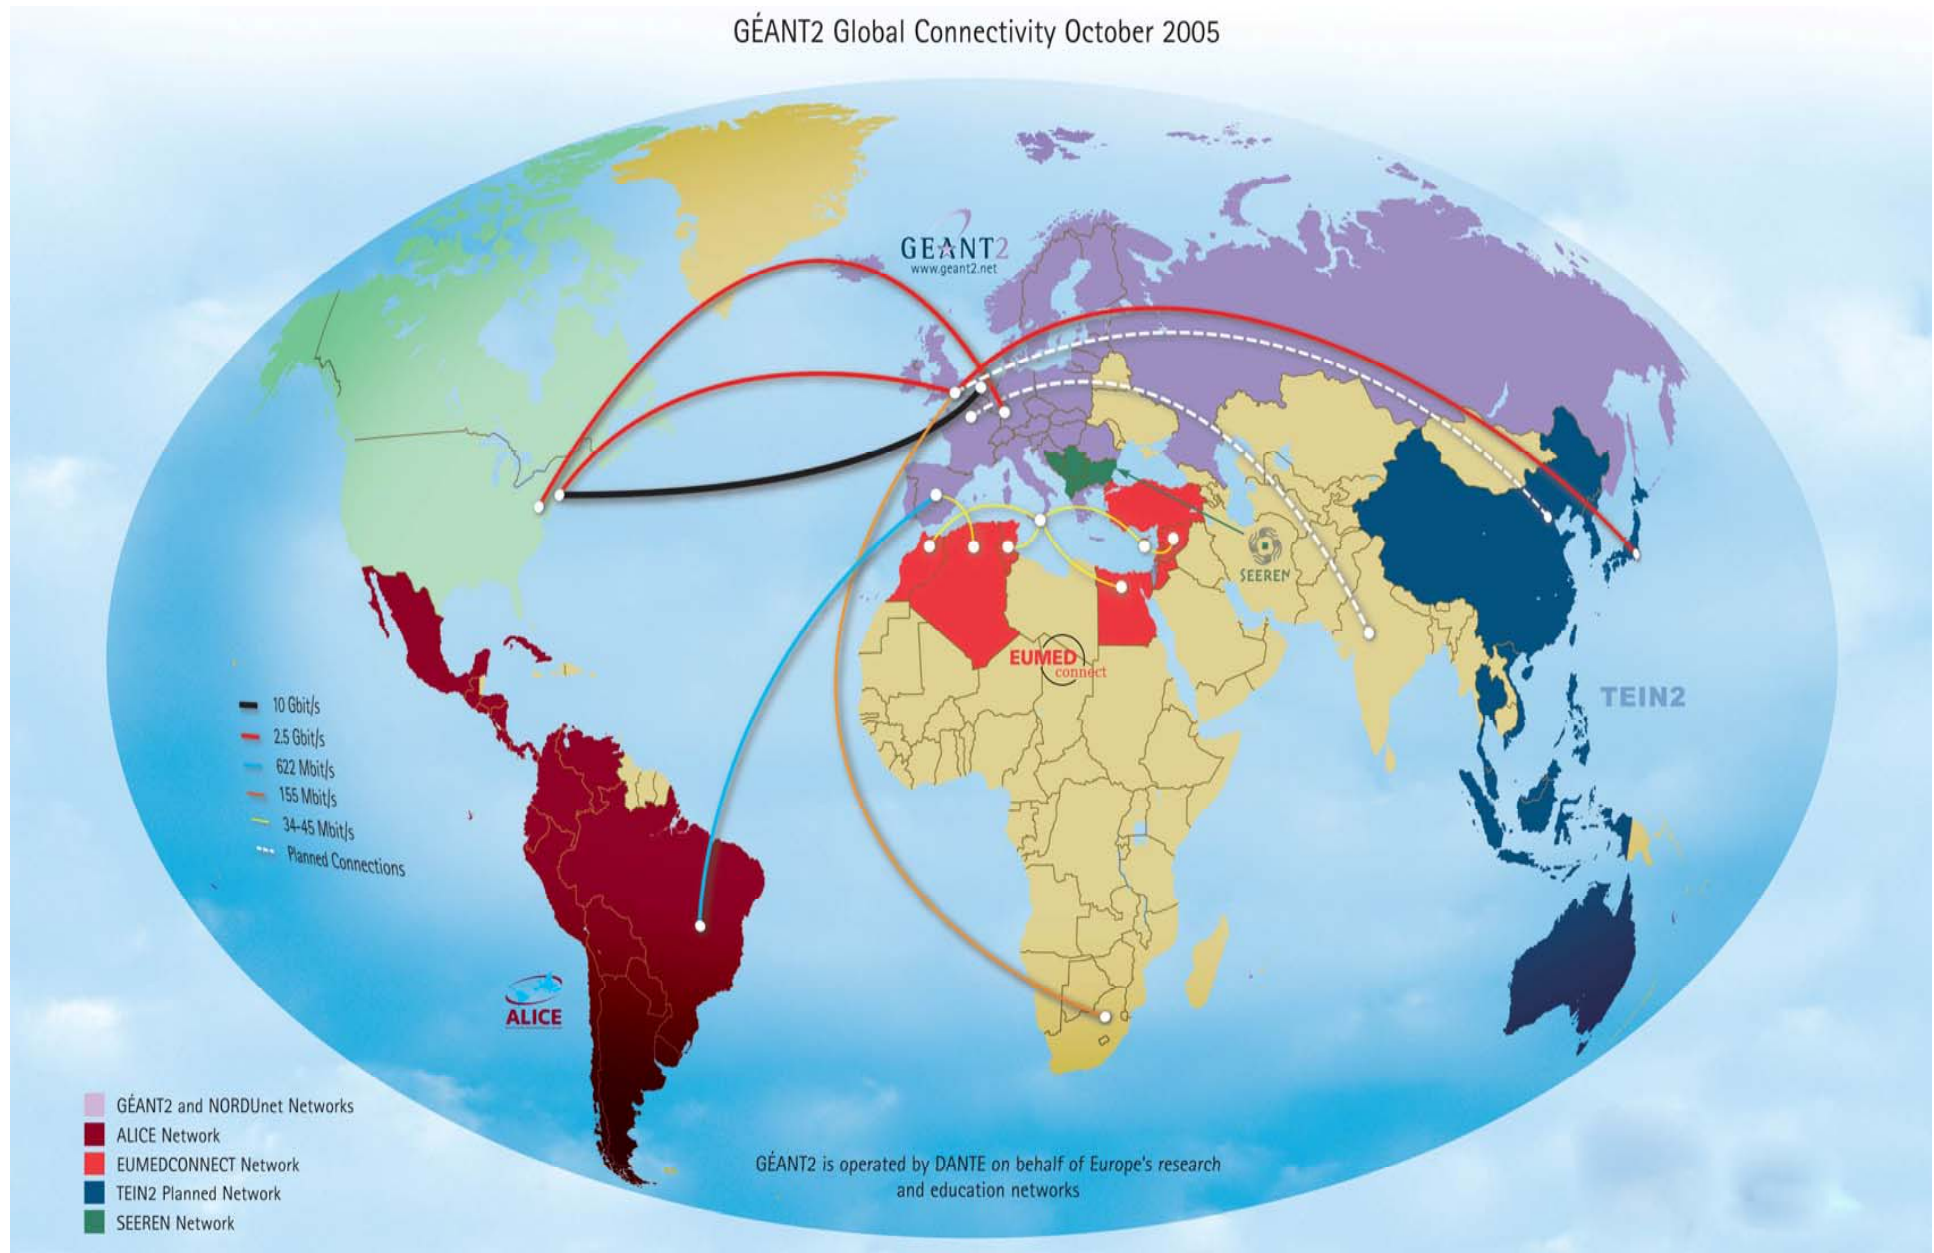 GÉANT2 Global Connectivity October 2005
GEANT2
www.geant2.net
SEEREN
EUMED
connect
TEIN2
10 Gbit/s
2.5 Gbit/s
622 Mbit/s
155 Mbit/s
34-45 Mbit/s
Planned Connections
ALICE
GÉANT2 and NORDUnet Networks
ALICE Network
EUMEDCONNECT Network
TEIN2 Planned Network
SEEREN Network
GÉANT2 is operated by DANTE on behalf of Europe's research
and education networks